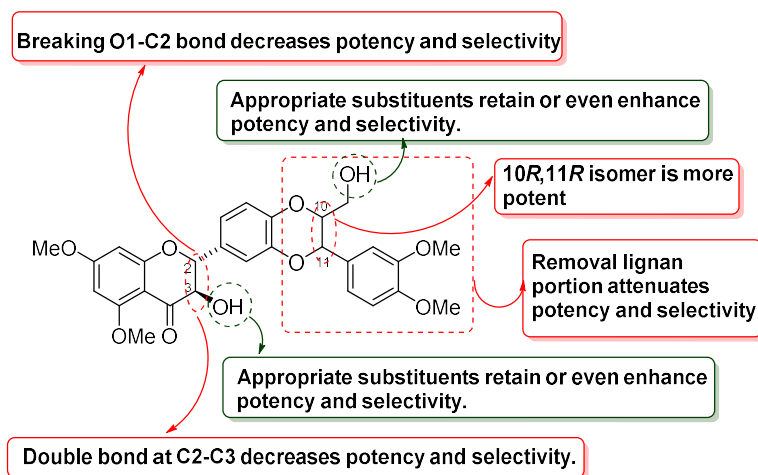 Breaking O1-C2 bond decreases potency and selectivity
Appropriate substituents retain or even enhance
potency and selectivity.
OH
10R,11R isomer is more
potent
10
O
MeO
O
2
O
11
OMe
3
OH
OMe
OMe
O
Removal lignan
portion attenuates
potency and selectivity
Appropriate substituents retain or even enhance
potency and selectivity.
Double bond at C2-C3 decreases potency and selectivity.